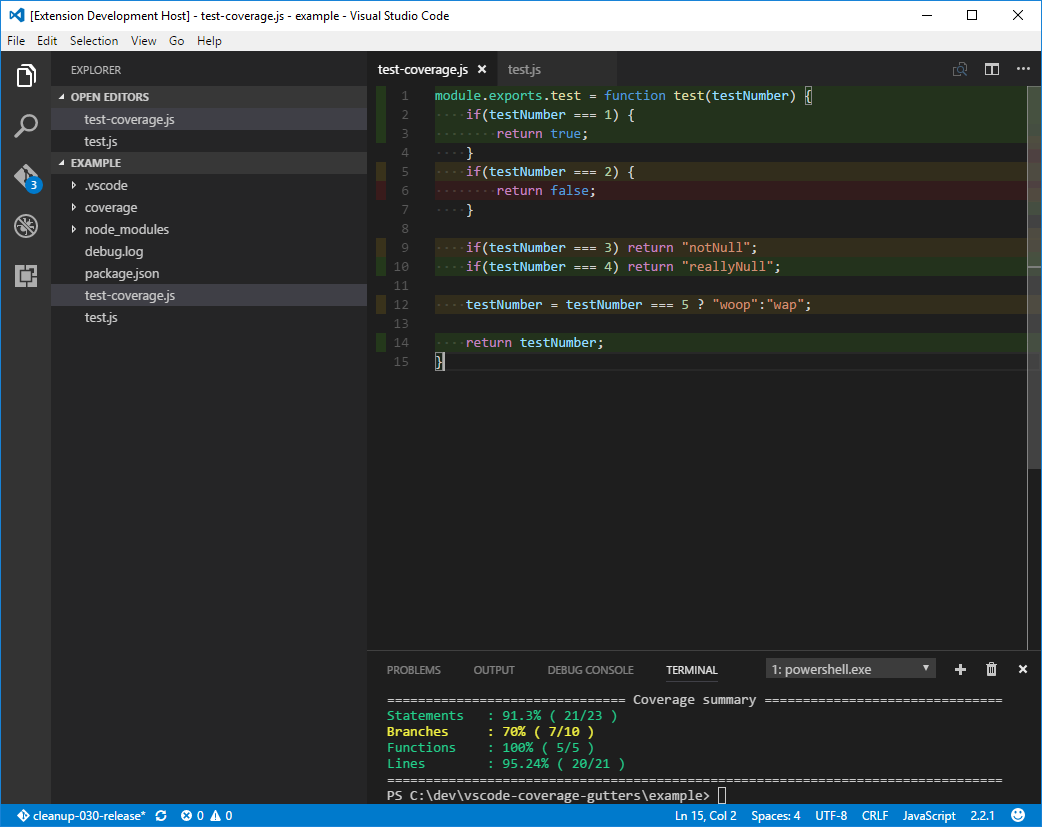 [Extension Development Host] - test-coverage.js - example - Visual Studio Code
File Edit Selection View Go Help
EXPLORER
OPEN EDITORS
test-coverage.js
test.js
EXAMPLE
.vscode
coverage
node_modules
debug.log
package.json
test-coverage.js
test.js
3
test-coverage.js test.js
1 module.exports.test = function test(testNumber) {
2 ····if(testNumber === 1) {
3 ········return true;
4 ····}
5 ····if(testNumber === 2) {
6 ········return false;
7 ····}
8
9 ····if(testNumber === 3) return "notNull";
10 ····if(testNumber === 4) return "reallyNull";
11
12 ····testNumber = testNumber === 5 ? "woop":"wap";
13
14 ····return testNumber;
15 }
PROBLEMS OUTPUT DEBUG CONSOLE TERMINAL 1: powershell.exe
=============================== Coverage summary ===============================
Statements   : 91.3% ( 21/23 )
Branches     : 70% ( 7/10 )
Functions    : 100% ( 5/5 )
Lines        : 95.24% ( 20/21 )
================================================================================
PS C:\dev\vscode-coverage-gutters\example>
cleanup-030-release* 0 0 Ln 15, Col 2 Spaces: 4 UTF-8 CRLF JavaScript 2.2.1